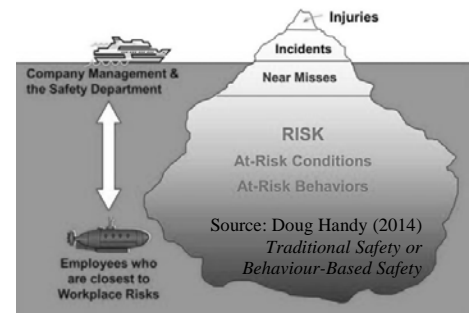 Injuries
Incidents
Near Misses
Company Management &
the Safety Department
RISK
At-Risk Conditions
At-Risk Behaviors
Employees who
are closest to
Workplace Risks
Source: Doug Handy (2014)
Traditional Safety or
Behaviour-Based Safety